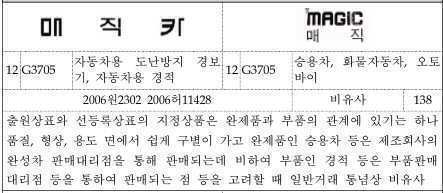 매 직 카
MAGIC
매 직
12 G3705 자동차용 도난방지 경보기, 자동차용 경적
12 G3705 승용차, 화물자동차, 오토바이
2006원2302 2006허11428 비유사 138
출원상표와 선등록상표의 지정상품은 완제품과 부품의 관계에 있기는 하나
품질, 형상, 용도 면에서 쉽게 구별이 가고 완제품인 승용차 등은 제조회사의
완성차 판매대리점을 통해 판매되는데 비하여 부품인 경적 등은 부품판매
대리점 등을 통하여 판매되는 점 등을 고려할 때 일반거래 통념상 비유사